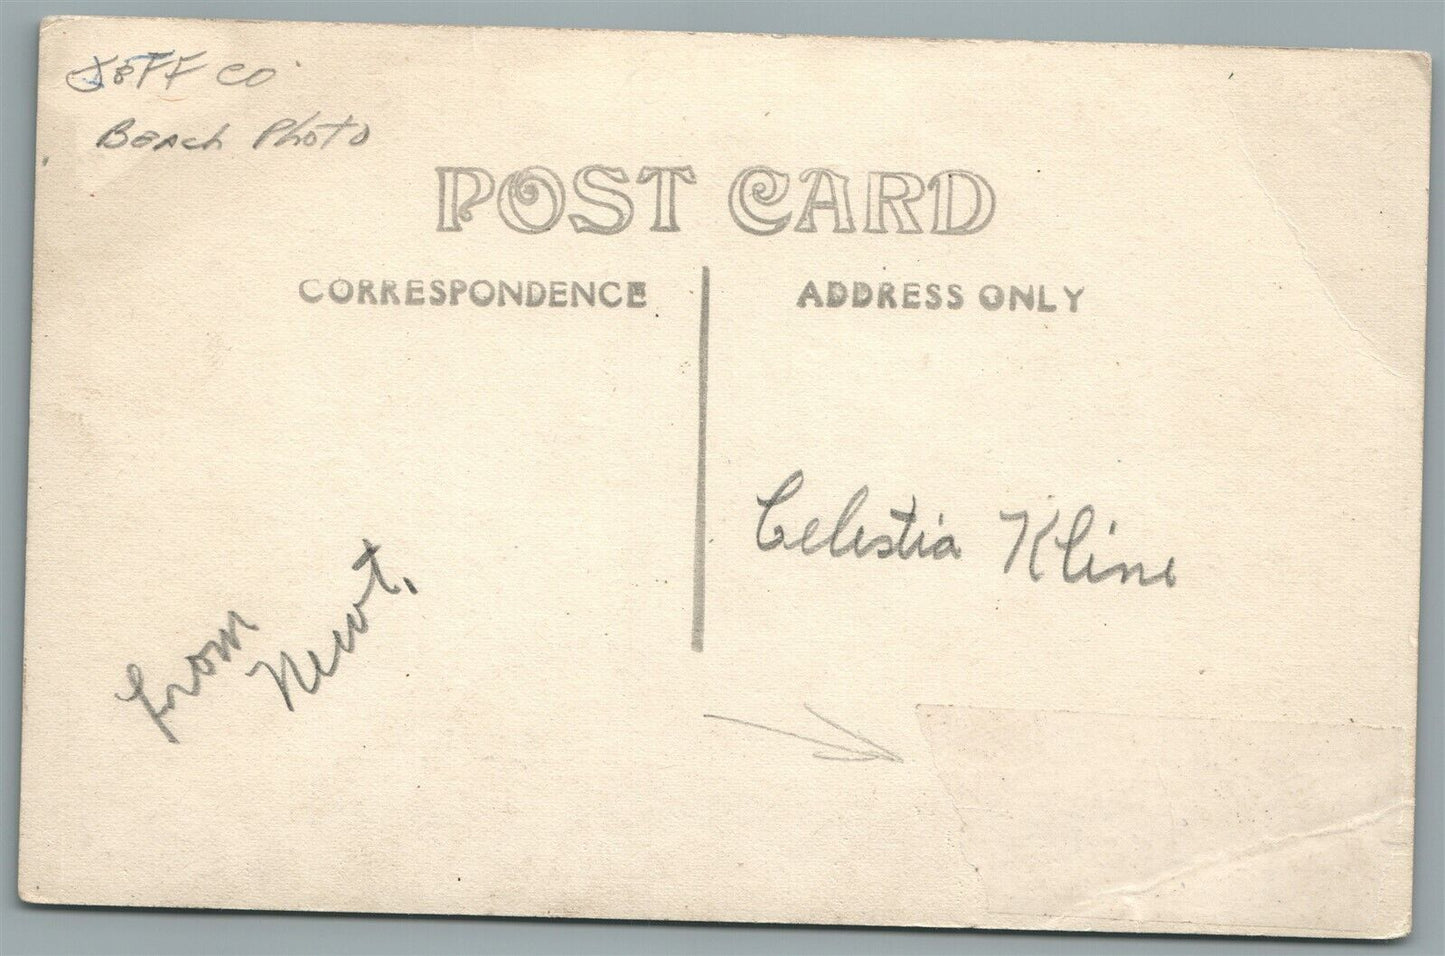 JEFF CO
Beach Photo
POST CARD
CORRESPONDENCE
ADDRESS ONLY
Celestia Kline
from
Newt.